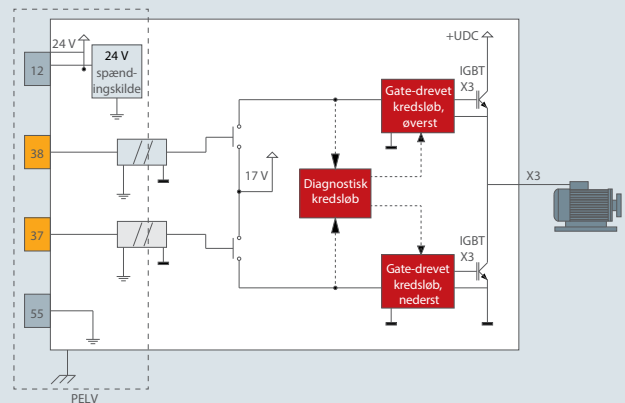 +UDC
24 V
12
24 V
spænd-
ingskilde
IGBT
X3
Gate-drevet
kredsløb,
øverst
38
17 V
Diagnostisk
kredsløb
X3
37
IGBT
X3
Gate-drevet
kredsløb,
nederst
55
PELV